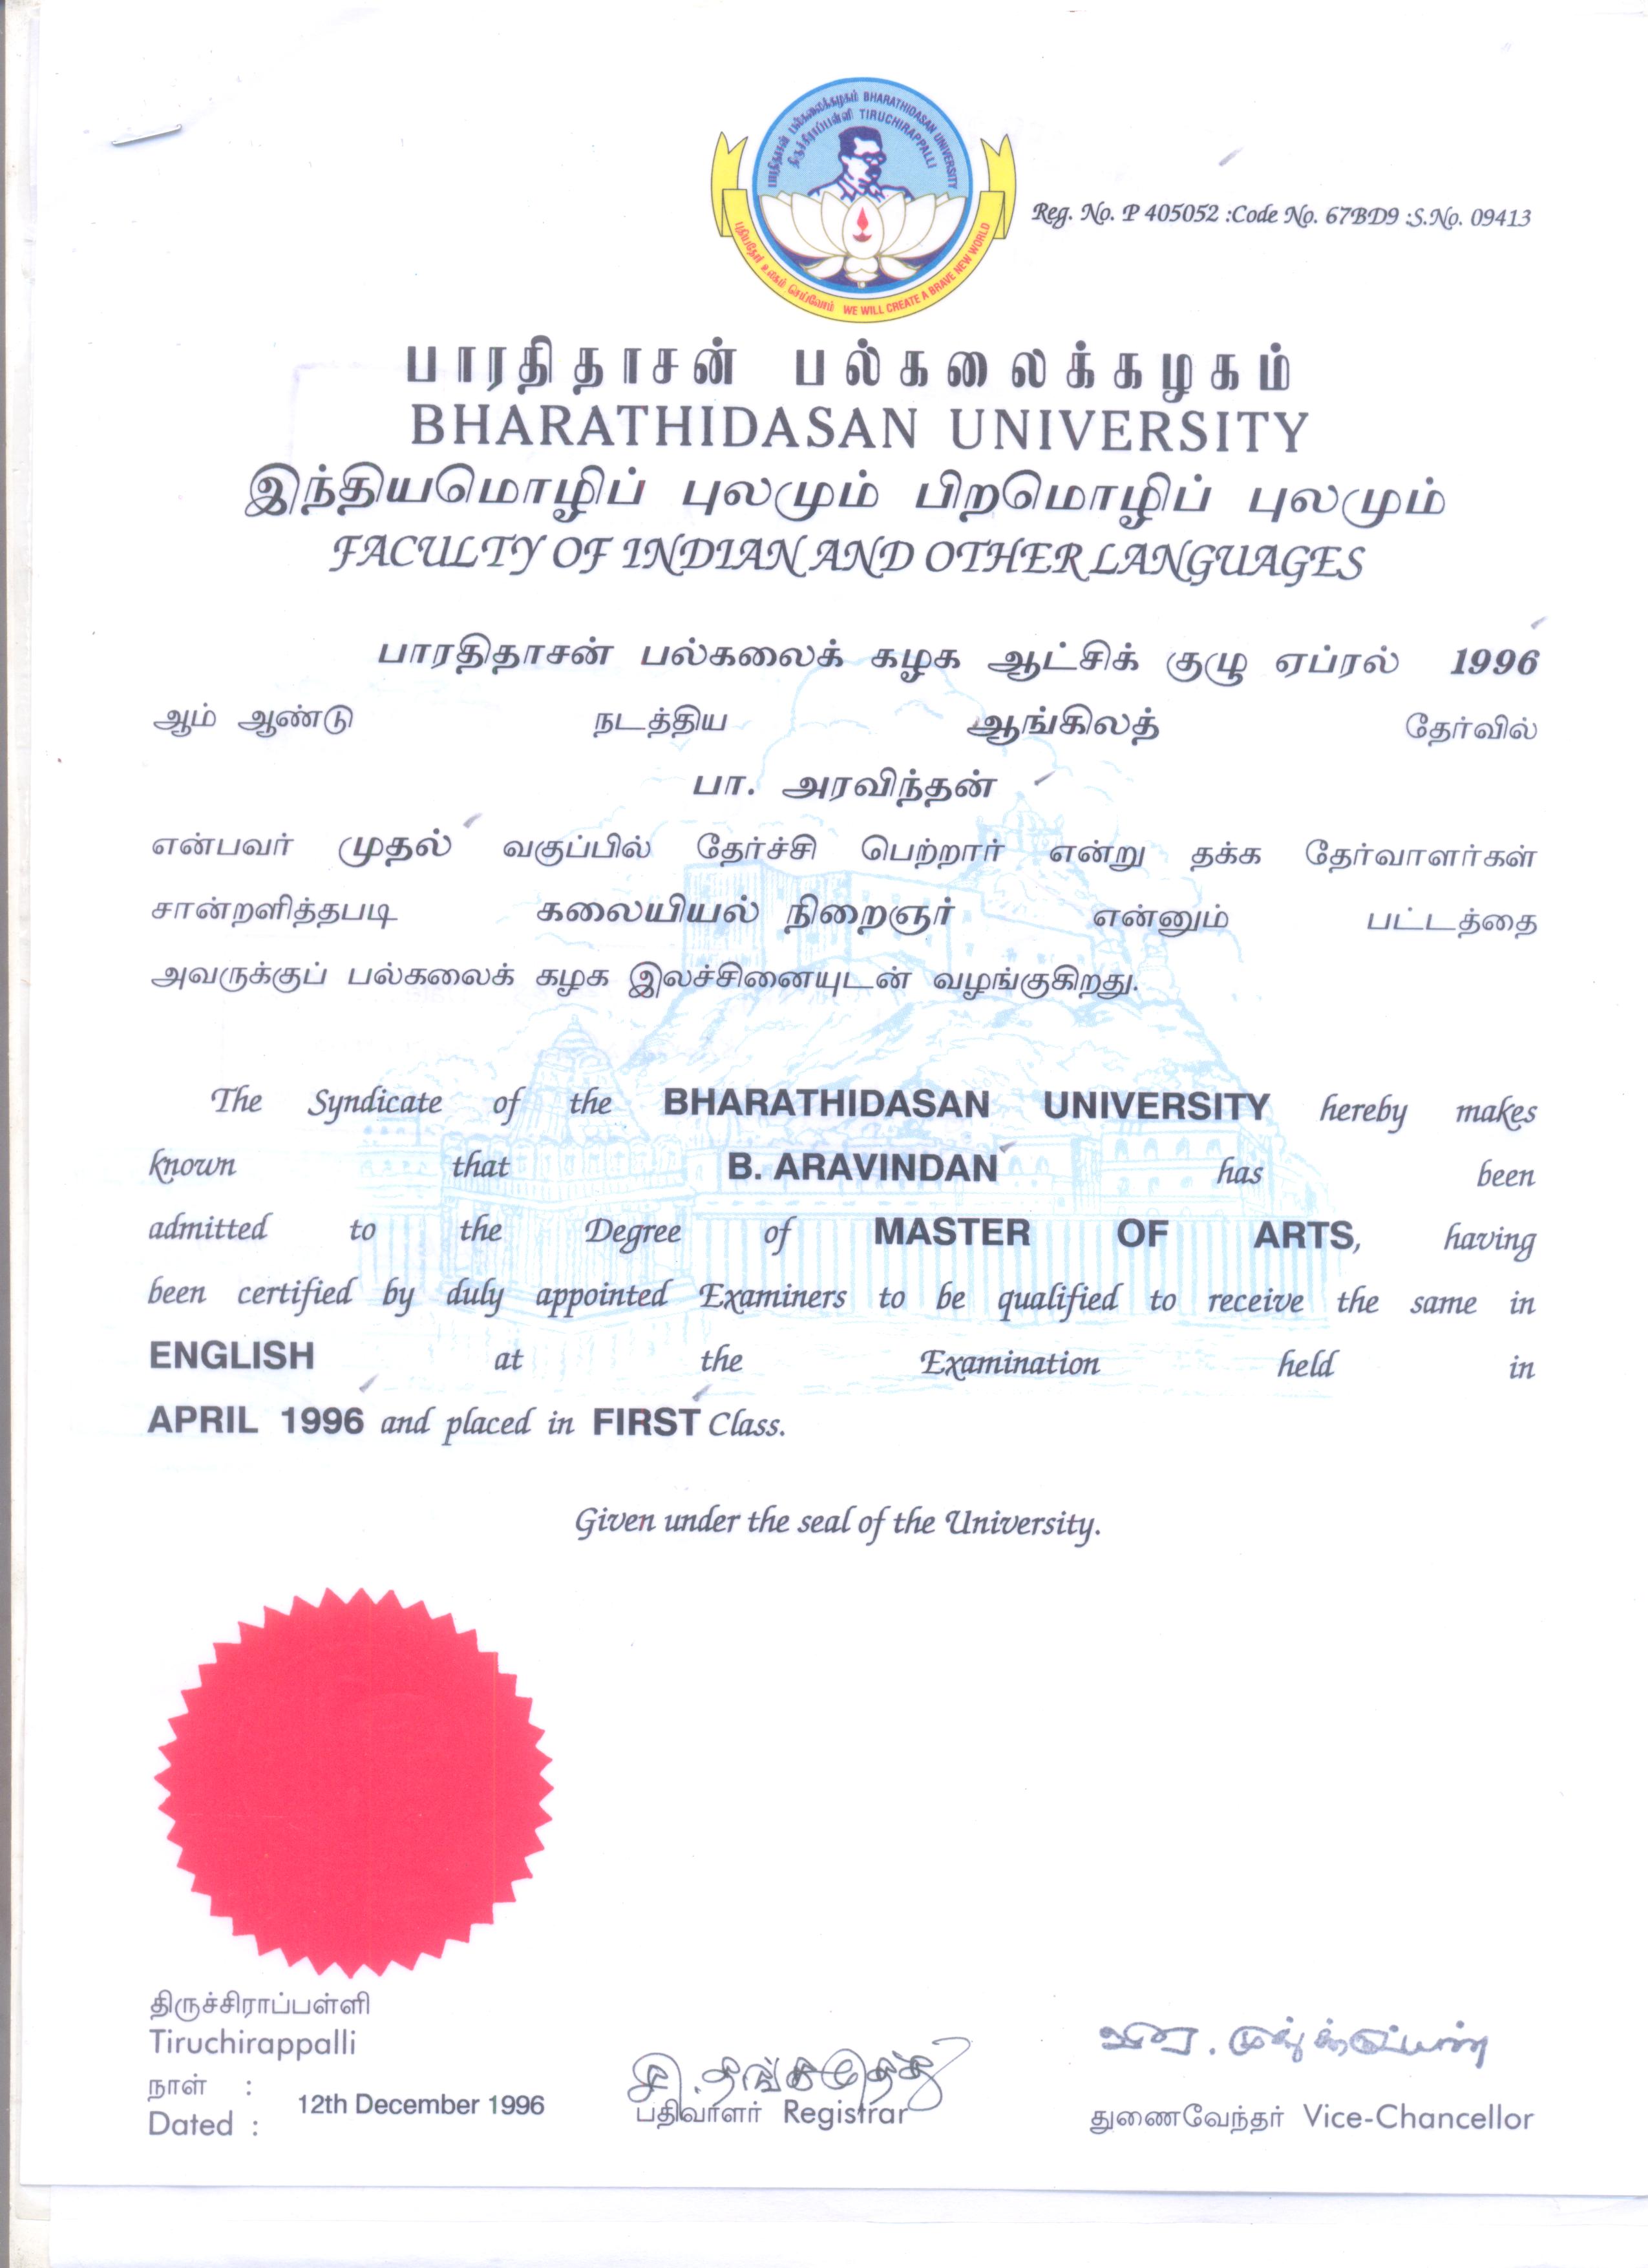 பாரதிதாசன் பல்கலைக்கழகம் BHARATHIDASAN UNIVERSITY
திருச்சிராப்பள்ளி TIRUCHIRAPPALLI
புதியதோர் உலகம் செய்வோம் WE WILL CREATE A BRAVE NEW WORLD
Reg. No. P 405052 :Code No. 67BD9 :S.No. 09413
பாரதிதாசன் பல்கலைக்கழகம்
BHARATHIDASAN UNIVERSITY
இந்தியமொழிப் புலமும் பிறமொழிப் புலமும்
FACULTY OF INDIAN AND OTHER LANGUAGES
பாரதிதாசன் பல்கலைக் கழக ஆட்சிக் குழு ஏப்ரல் 1996
ஆம் ஆண்டு நடத்திய ஆங்கிலத் தேர்வில்
பா. அரவிந்தன்
என்பவர் முதல் வகுப்பில் தேர்ச்சி பெற்றார் என்று தக்க தேர்வாளர்கள்
சான்றளித்தபடி கலையியல் நிறைஞர் என்னும் பட்டத்தை
அவருக்குப் பல்கலைக் கழக இலச்சினையுடன் வழங்குகிறது.
The Syndicate of the BHARATHIDASAN UNIVERSITY hereby makes
known that B. ARAVINDAN has been
admitted to the Degree of MASTER OF ARTS, having
been certified by duly appointed Examiners to be qualified to receive the same in
ENGLISH at the Examination held in
APRIL 1996 and placed in FIRST Class.
Given under the seal of the University.
திருச்சிராப்பள்ளி
Tiruchirappalli
நாள் :
Dated : 12th December 1996
பதிவாளர் Registrar
துணைவேந்தர் Vice-Chancellor